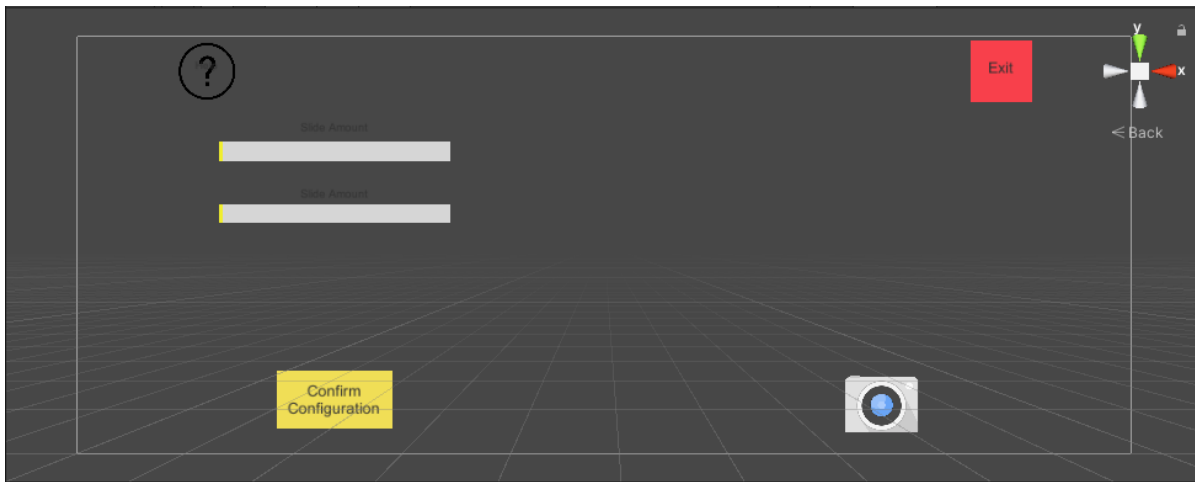 ?
Exit
y
x
< Back
Slide Amount
Slide Amount
Confirm
Configuration